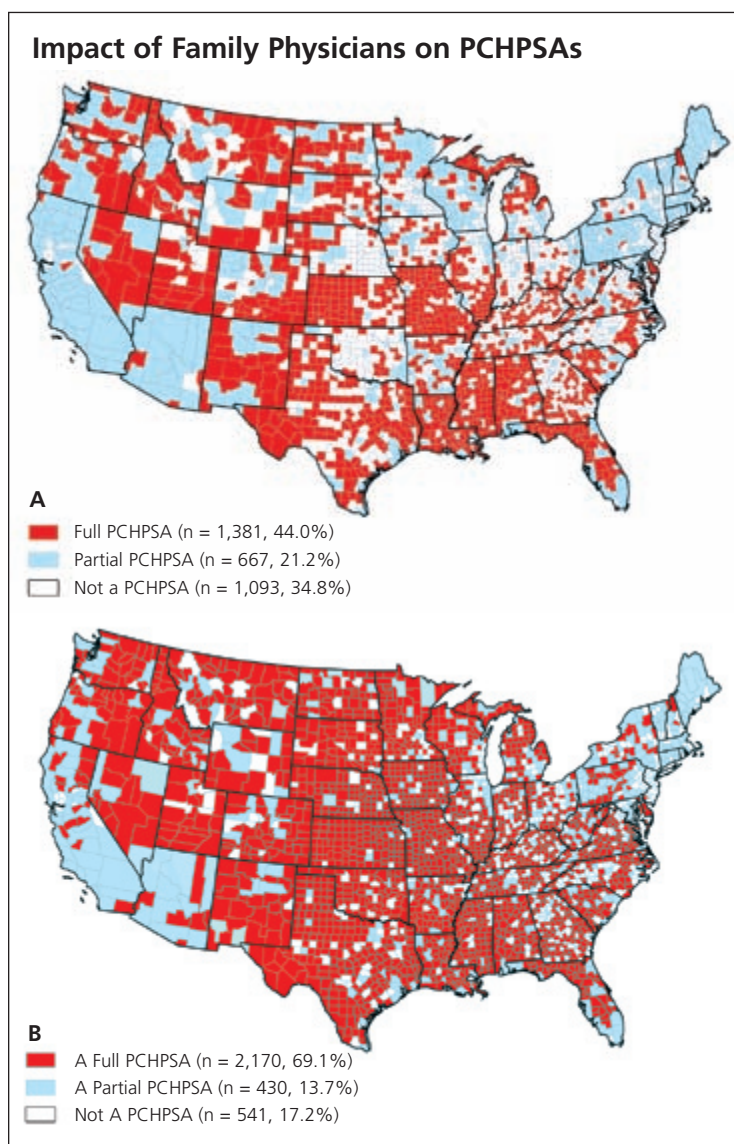 Impact of Family Physicians on PCHPSAs
A
Full PCHPSA (n = 1,381, 44.0%)
Partial PCHPSA (n = 667, 21.2%)
Not a PCHPSA (n = 1,093, 34.8%)
B
A Full PCHPSA (n = 2,170, 69.1%)
A Partial PCHPSA (n = 430, 13.7%)
Not A PCHPSA (n = 541, 17.2%)